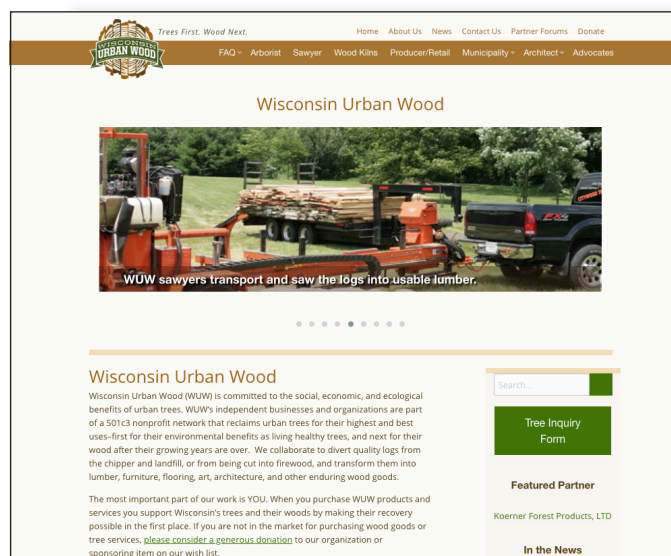 Trees First. Wood Next.
Home About Us News Contact Us Partner Forums Donate
WISCONSIN
URBAN WOOD
FAQ Arborist Sawyer Wood Kilns Producer/Retail Municipality Architect Advocates
Wisconsin Urban Wood
FX4
WUW sawyers transport and saw the logs into usable lumber.
Wisconsin Urban Wood
Wisconsin Urban Wood (WUW) is committed to the social, economic, and ecological
benefits of urban trees. WUW's independent businesses and organizations are part
of a 501c3 nonprofit network that reclaims urban trees for their highest and best
uses–first for their environmental benefits as living healthy trees, and next for their
wood after their growing years are over. We collaborate to divert quality logs from
the chipper and landfill, or from being cut into firewood, and transform them into
lumber, furniture, flooring, art, architecture, and other enduring wood goods.
The most important part of our work is YOU. When you purchase WUW products and
services you support Wisconsin's trees and their woods by making their recovery
possible in the first place. If you are not in the market for purchasing wood goods or
tree services, please consider a generous donation to our organization or
sponsoring item on our wish list.
Search...
Tree Inquiry
Form
Featured Partner
Koerner Forest Products, LTD
In the News